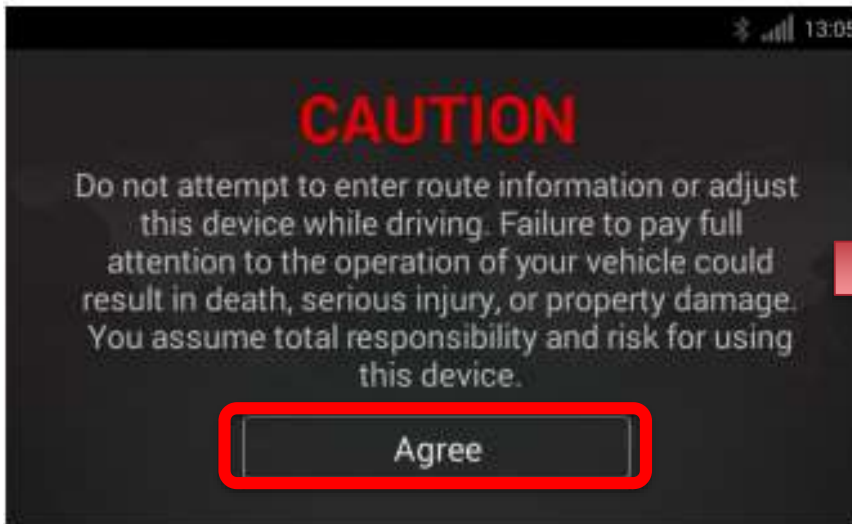 13:05
CAUTION
Do not attempt to enter route information or adjust
this device while driving. Failure to pay full
attention to the operation of your vehicle could
result in death, serious injury, or property damage.
You assume total responsibility and risk for using
this device.
Agree